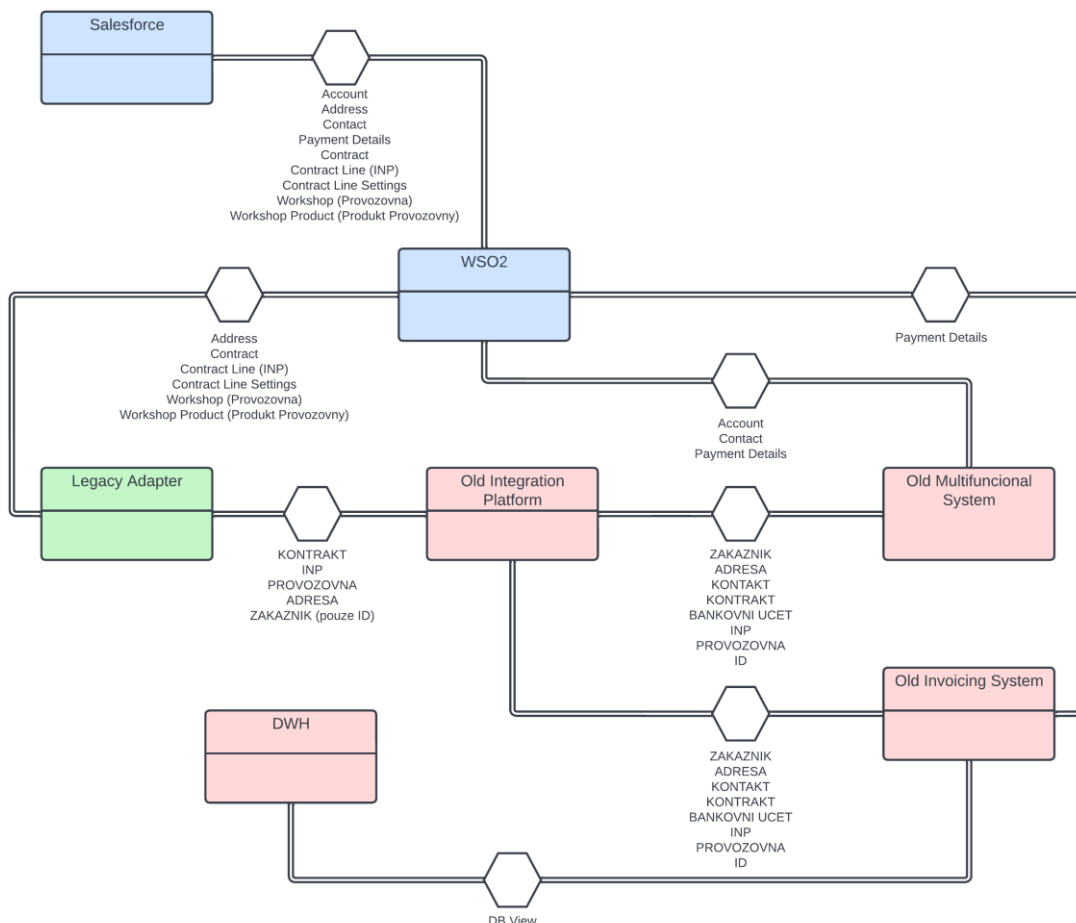 Salesforce
Account
Address
Contact
Payment Details
Contract
Contract Line (INP)
Contract Line Settings
Workshop (Provozovna)
Workshop Product (Produkt Provozovny)
WSO2
Address
Contract
Contract Line (INP)
Contract Line Settings
Workshop (Provozovna)
Workshop Product (Produkt Provozovny)
Payment Details
Account
Contact
Payment Details
Legacy Adapter
KONTRAKT
INP
PROVOZOVNA
ADRESA
ZAKAZNIK (pouze ID)
Old Integration
Platform
ZAKAZNIK
ADRESA
KONTAKT
KONTRAKT
BANKOVNI UCET
INP
PROVOZOVNA
ID
Old Multifuncional
System
DWH
ZAKAZNIK
ADRESA
KONTAKT
KONTRAKT
BANKOVNI UCET
INP
PROVOZOVNA
ID
Old Invoicing System
DB View